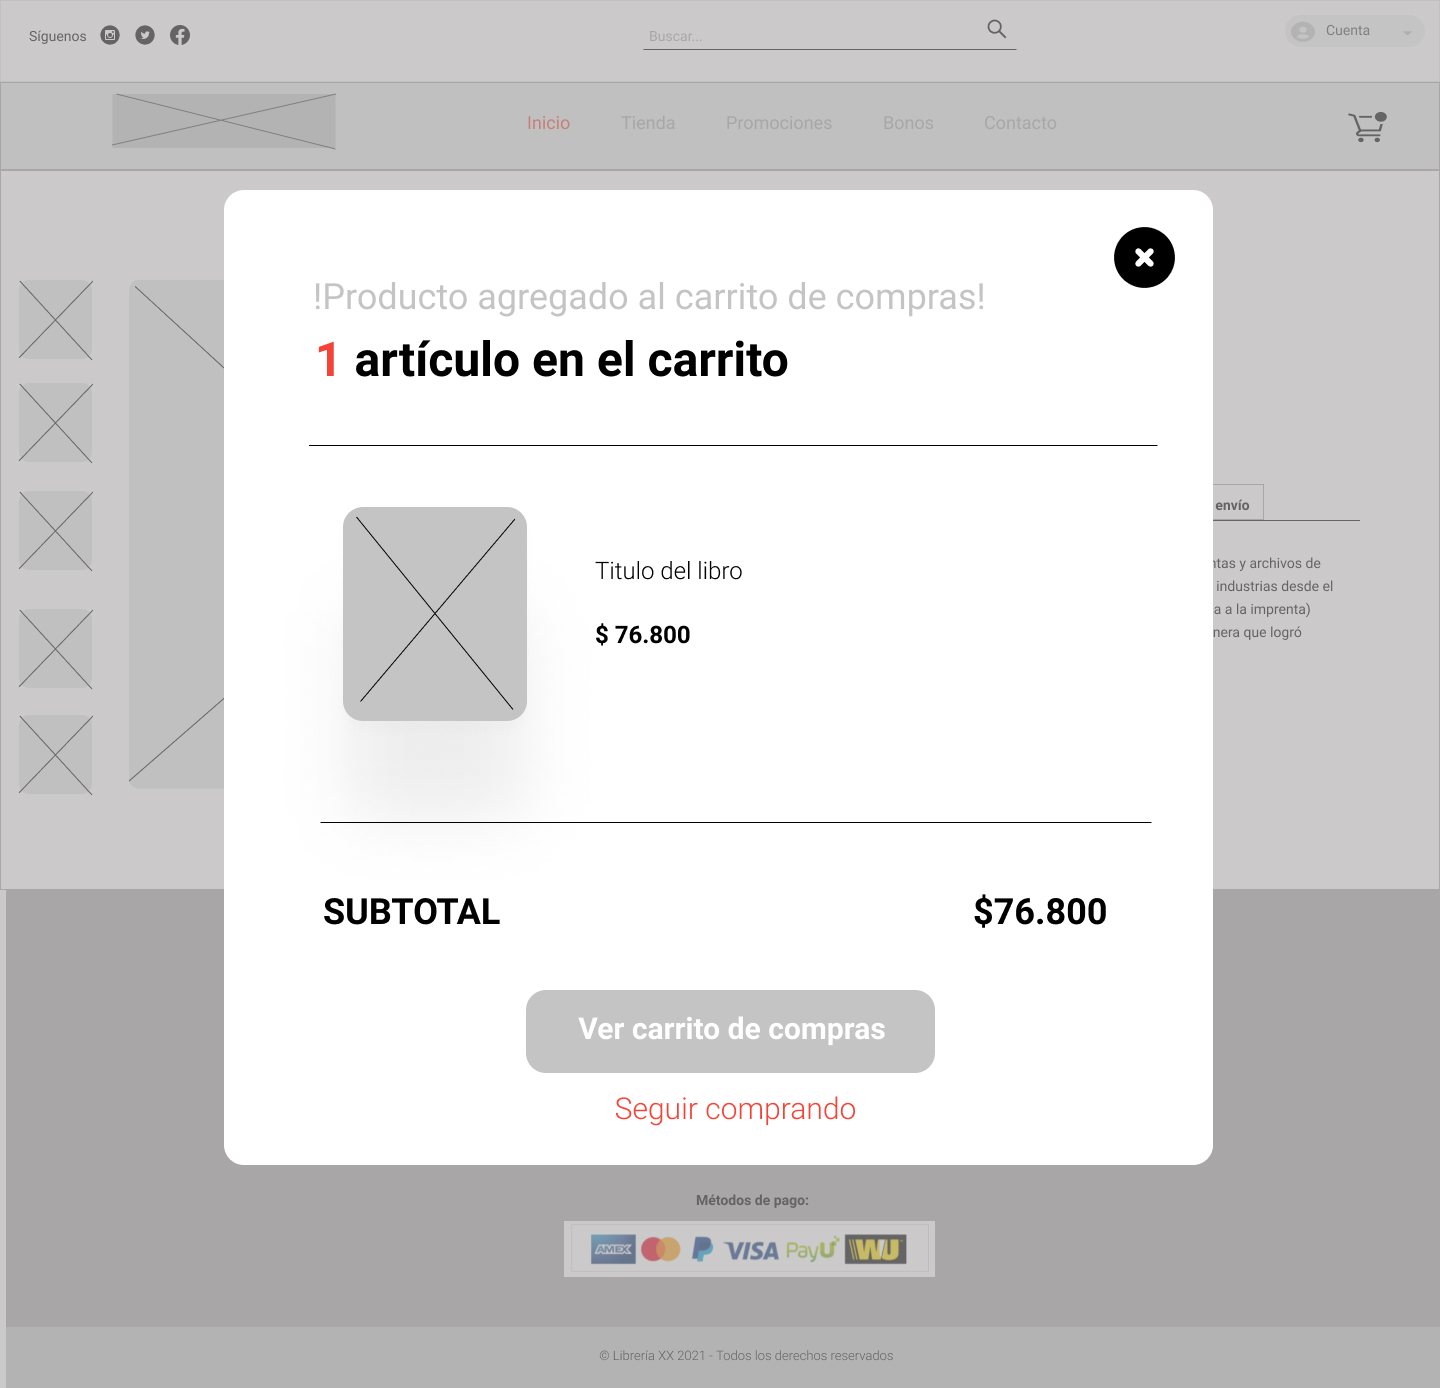 Síguenos
Buscar...
Cuenta
Inicio Tienda Promociones Bonos Contacto
!Producto agregado al carrito de compras!
1 artículo en el carrito
envío
y archivos de
industrias desde el
a la imprenta)
que logró
Titulo del libro
$ 76.800
SUBTOTAL $76.800
Ver carrito de compras
Seguir comprando
Métodos de pago:
AMEX VISA PayU WU
© Librería XX 2021 - Todos los derechos reservados